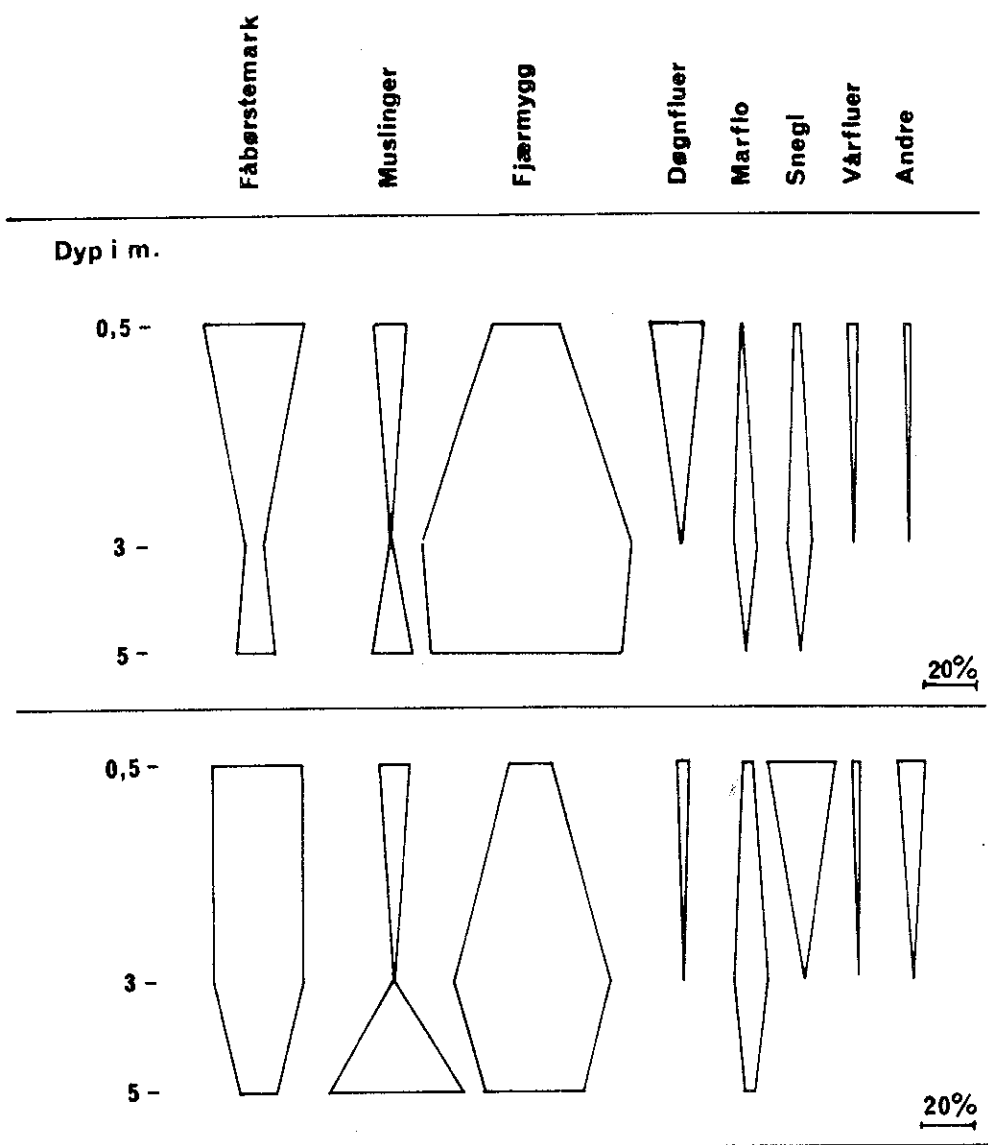 Fåbørstemark
Muslinger
Fjærmygg
Døgnfluer
Marflo
Snegl
Vårfluer
Andre
Dyp i m.
0,5 -
3 -
5 -
20%
0,5 -
3 -
5 -
20%